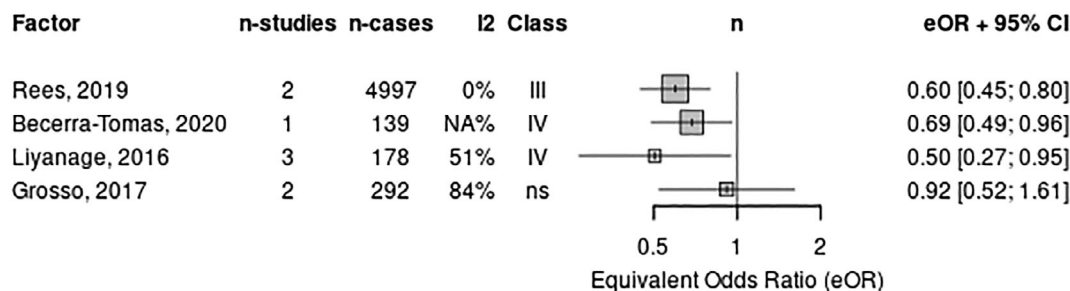 Factor n-studies n-cases I2 Class n eOR + 95% CI
Rees, 2019 2 4997 0% III 0.60 [0.45; 0.80]
Becerra-Tomas, 2020 1 139 NA% IV 0.69 [0.49; 0.96]
Liyanage, 2016 3 178 51% IV 0.50 [0.27; 0.95]
Grosso, 2017 2 292 84% ns 0.92 [0.52; 1.61]
0.5 1 2
Equivalent Odds Ratio (eOR)